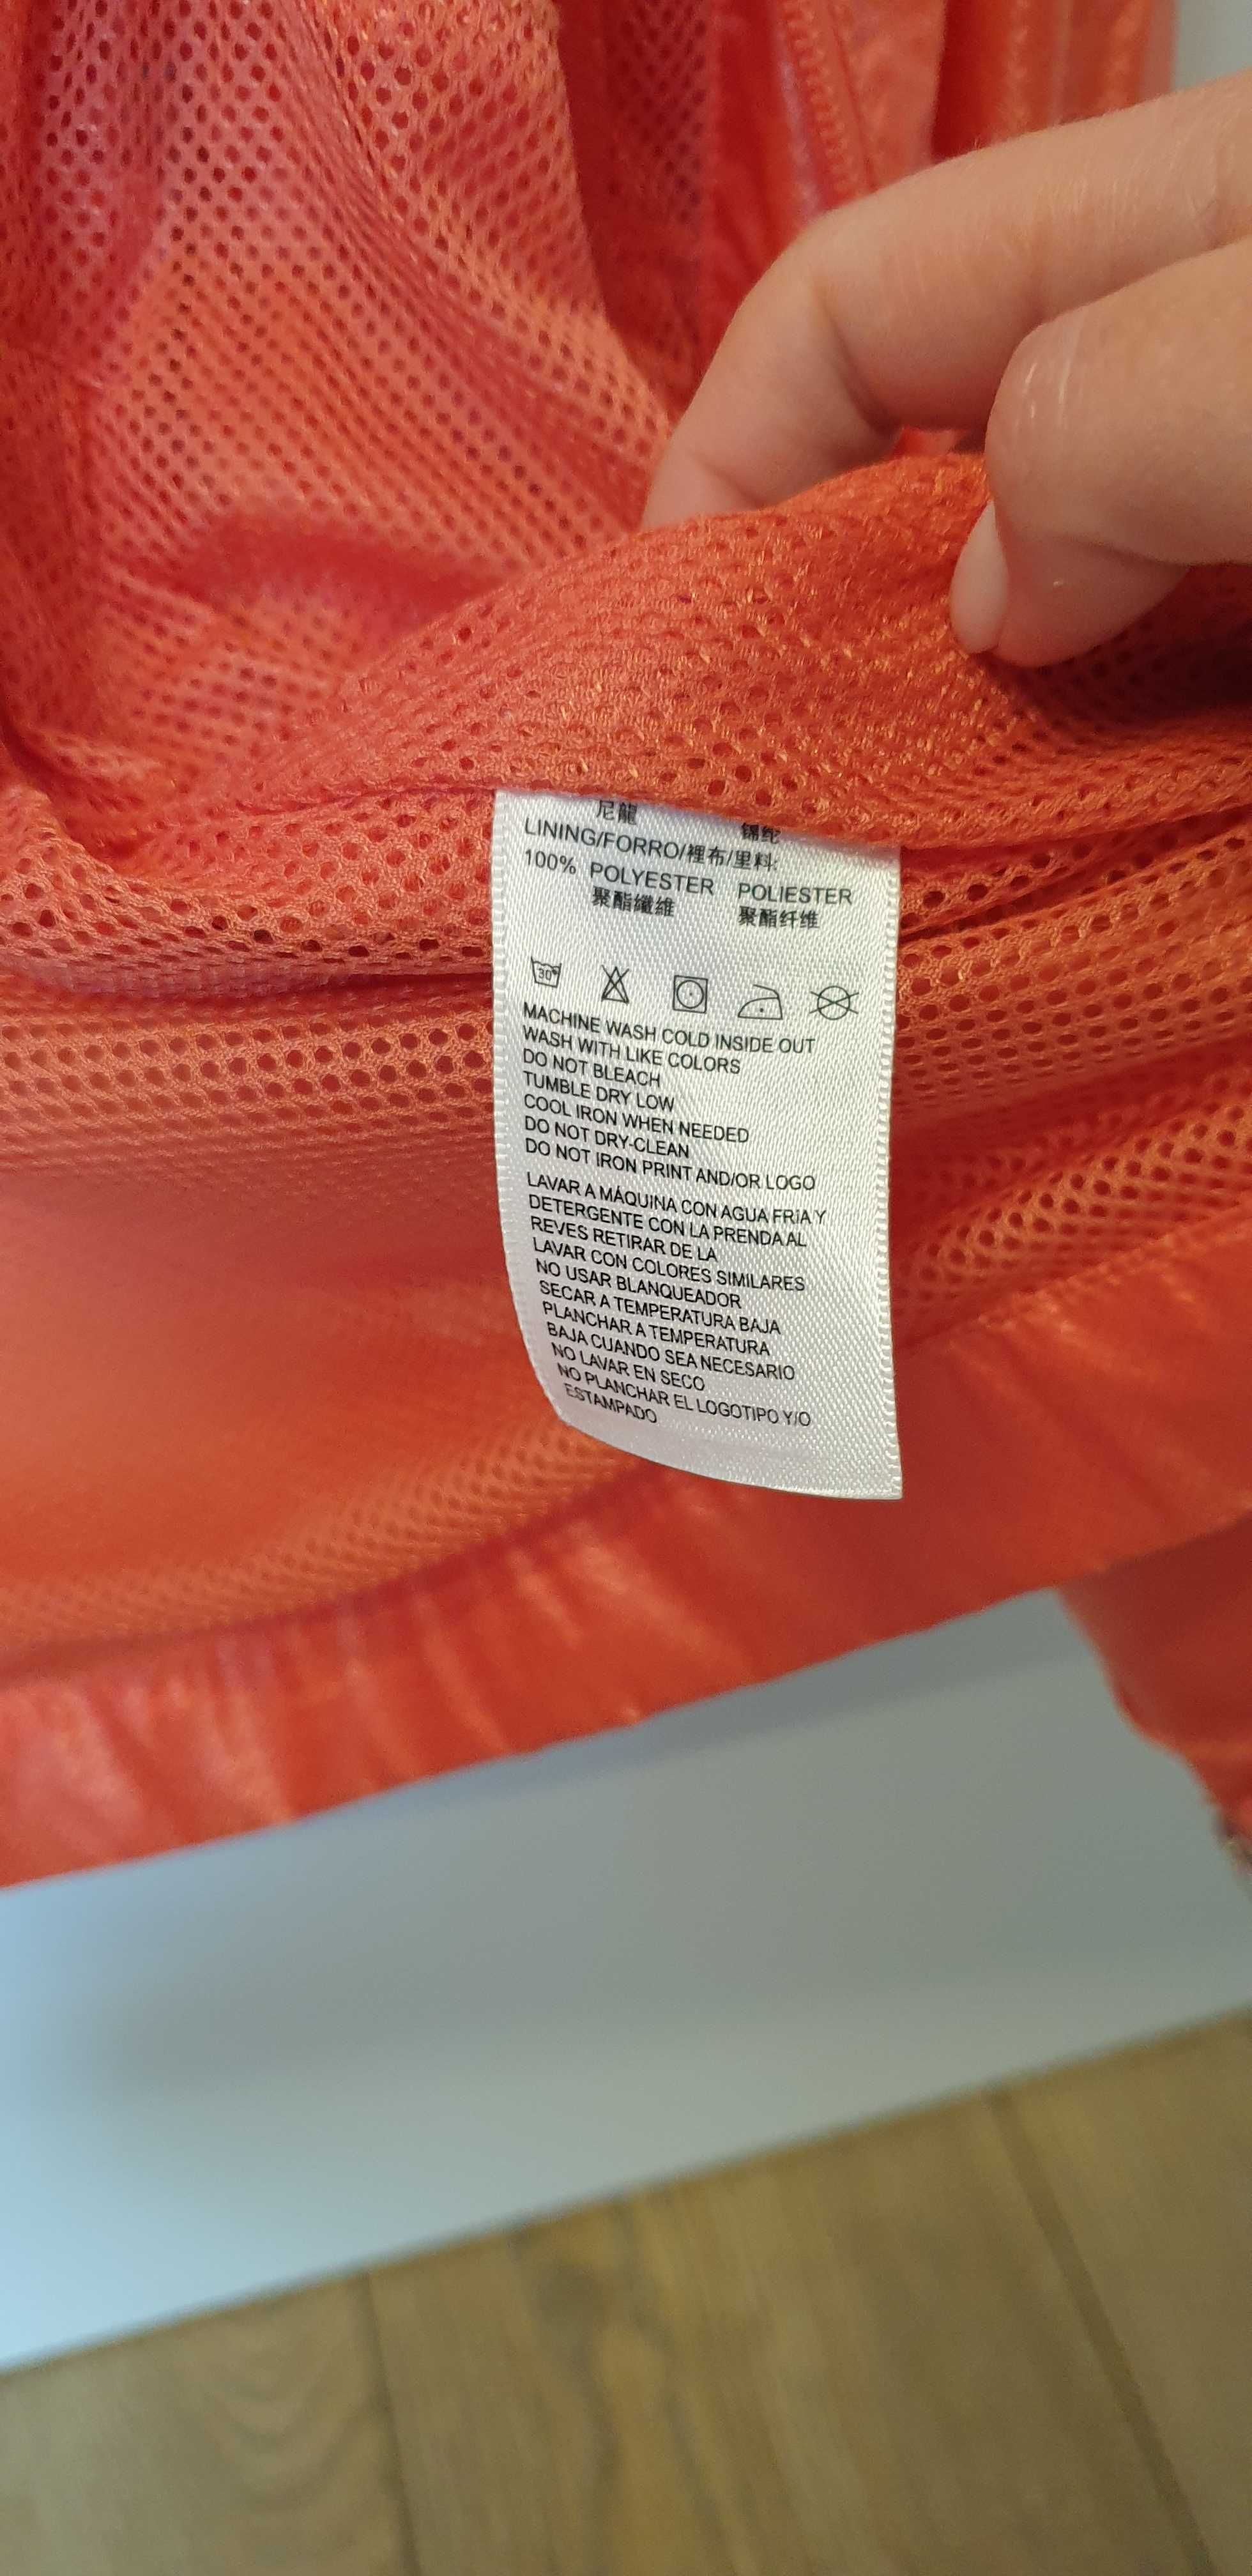 尼龍 锦纶
LINING/FORRO/裡布/里料:
100% POLYESTER POLIESTER
聚酯纖維 聚酯纤维
30°
MACHINE WASH COLD INSIDE OUT
WASH WITH LIKE COLORS
DO NOT BLEACH
TUMBLE DRY LOW
COOL IRON WHEN NEEDED
DO NOT DRY-CLEAN
DO NOT IRON PRINT AND/OR LOGO
LAVAR A MÁQUINA CON AGUA FRíA Y
DETERGENTE CON LA PRENDA AL
REVES RETIRAR DE LA
LAVAR CON COLORES SIMILARES
NO USAR BLANQUEADOR
SECAR A TEMPERATURA BAJA
PLANCHAR A TEMPERATURA
BAJA CUANDO SEA NECESARIO
NO LAVAR EN SECO
NO PLANCHAR EL LOGOTIPO Y/O
ESTAMPADO